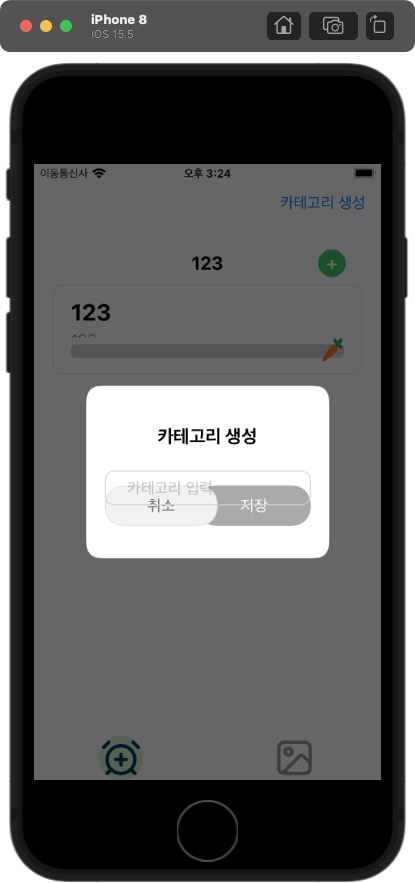 iPhone 8
iOS 15.5
이동통신사 오후 3:24
카테고리 생성
123 +
123
카테고리 생성
카테고리 입력
취소 저장